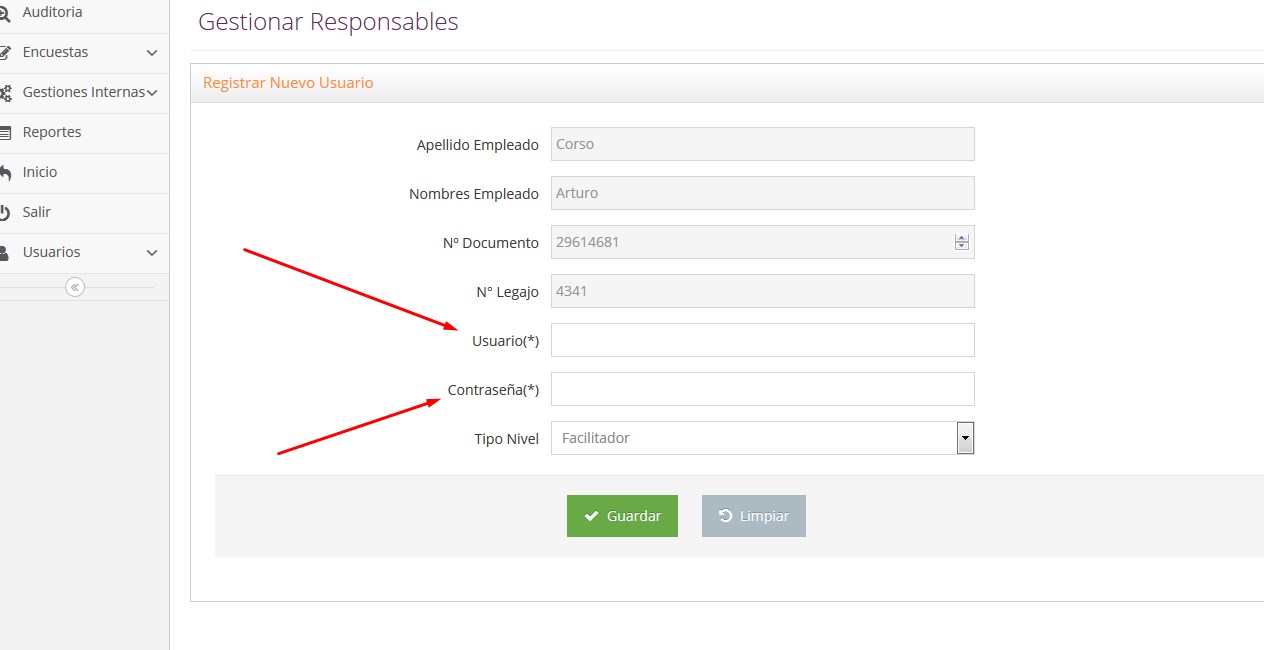 Auditoria
Encuestas
Gestiones Internas
Reportes
Inicio
Salir
Usuarios
Gestionar Responsables
Registrar Nuevo Usuario
Apellido Empleado Corso
Nombres Empleado Arturo
Nº Documento 29614681
Nº Legajo 4341
Usuario(*)
Contraseña(*)
Tipo Nivel Facilitador
Guardar Limpiar